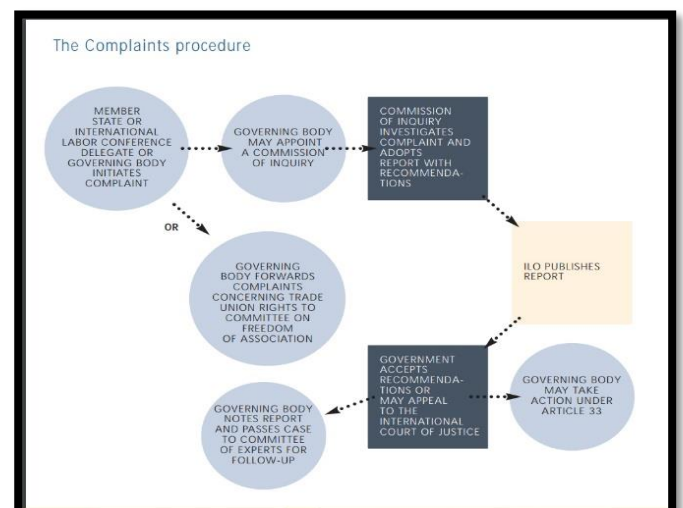 The Complaints procedure
MEMBER
STATE OR
INTERNATIONAL
LABOR CONFERENCE
DELEGATE OR
GOVERNING BODY
INITIATES
COMPLAINT
GOVERNING BODY
MAY APPOINT
A COMMISSION
OF INQUIRY
COMMISSION
OF INQUIRY
INVESTIGATES
COMPLAINT AND
ADOPTS
REPORT WITH
RECOMMENDA-
TIONS
OR
GOVERNING
BODY FORWARDS
COMPLAINTS
CONCERNING TRADE
UNION RIGHTS TO
COMMITTEE ON
FREEDOM
OF ASSOCIATION
ILO PUBLISHES
REPORT
GOVERNMENT
ACCEPTS
RECOMMENDA-
TIONS OR
MAY APPEAL
TO THE
INTERNATIONAL
COURT OF JUSTICE
GOVERNING BODY
MAY TAKE
ACTION UNDER
ARTICLE 33
GOVERNING BODY
NOTES REPORT
AND PASSES CASE
TO COMMITTEE
OF EXPERTS FOR
FOLLOW-UP